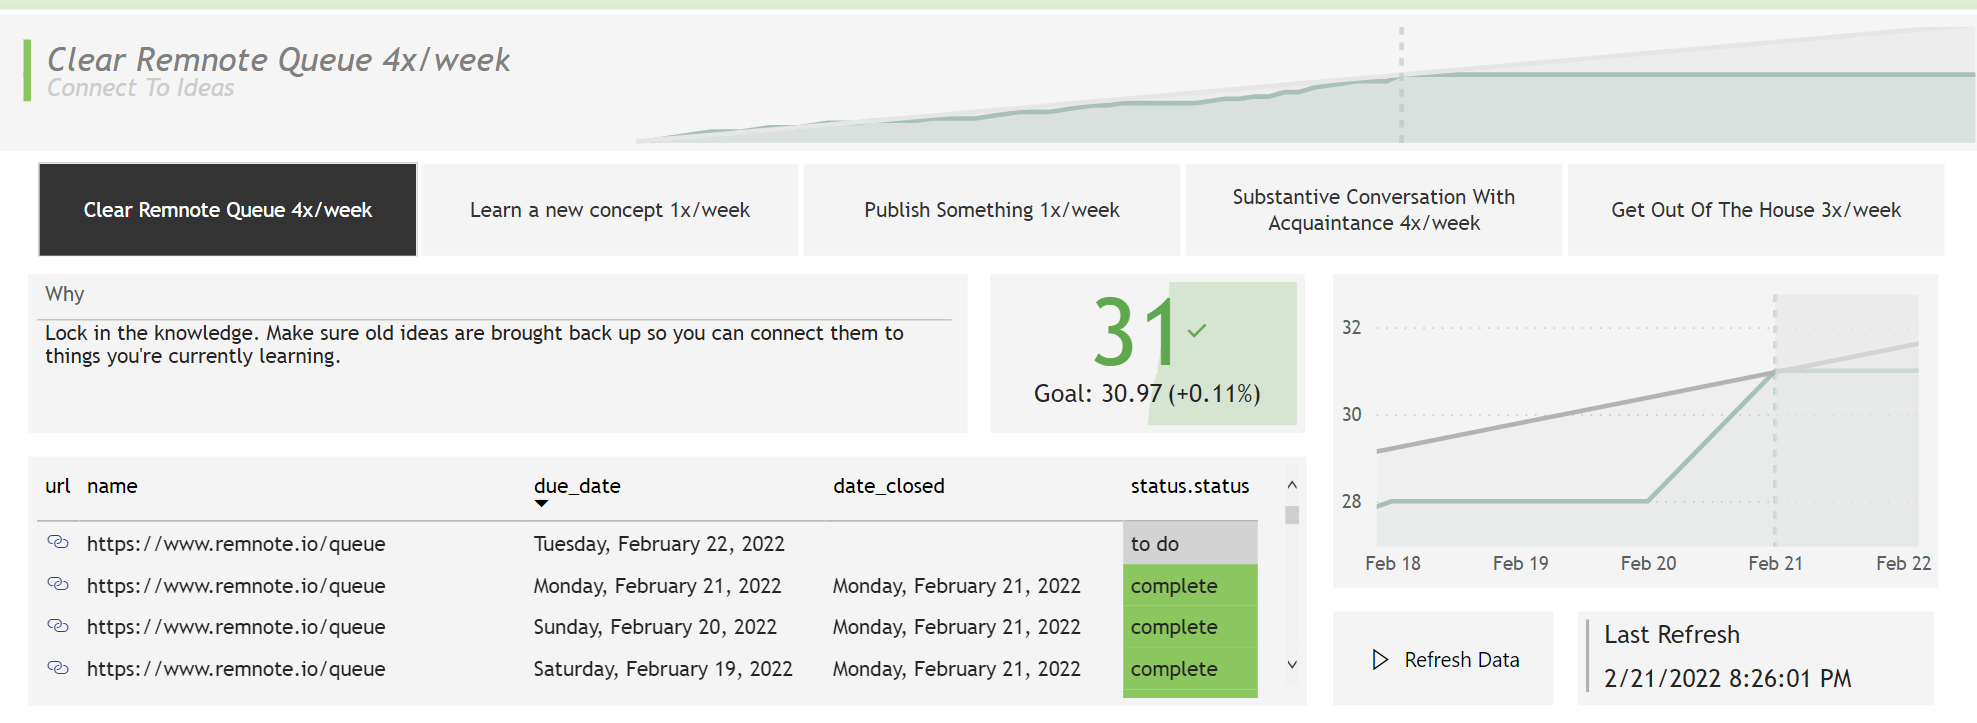 Clear Remnote Queue 4x/week
Connect To Ideas
Clear Remnote Queue 4x/week
Learn a new concept 1x/week
Publish Something 1x/week
Substantive Conversation With
Acquaintance 4x/week
Get Out Of The House 3x/week
Why
Lock in the knowledge. Make sure old ideas are brought back up so you can connect them to
things you're currently learning.
31
Goal: 30.97 (+0.11%)
32
30
28
Feb 18 Feb 19 Feb 20 Feb 21 Feb 22
url name due_date date_closed status.status
https://www.remnote.io/queue Tuesday, February 22, 2022 to do
https://www.remnote.io/queue Monday, February 21, 2022 Monday, February 21, 2022 complete
https://www.remnote.io/queue Sunday, February 20, 2022 Monday, February 21, 2022 complete
https://www.remnote.io/queue Saturday, February 19, 2022 Monday, February 21, 2022 complete
Refresh Data
Last Refresh
2/21/2022 8:26:01 PM